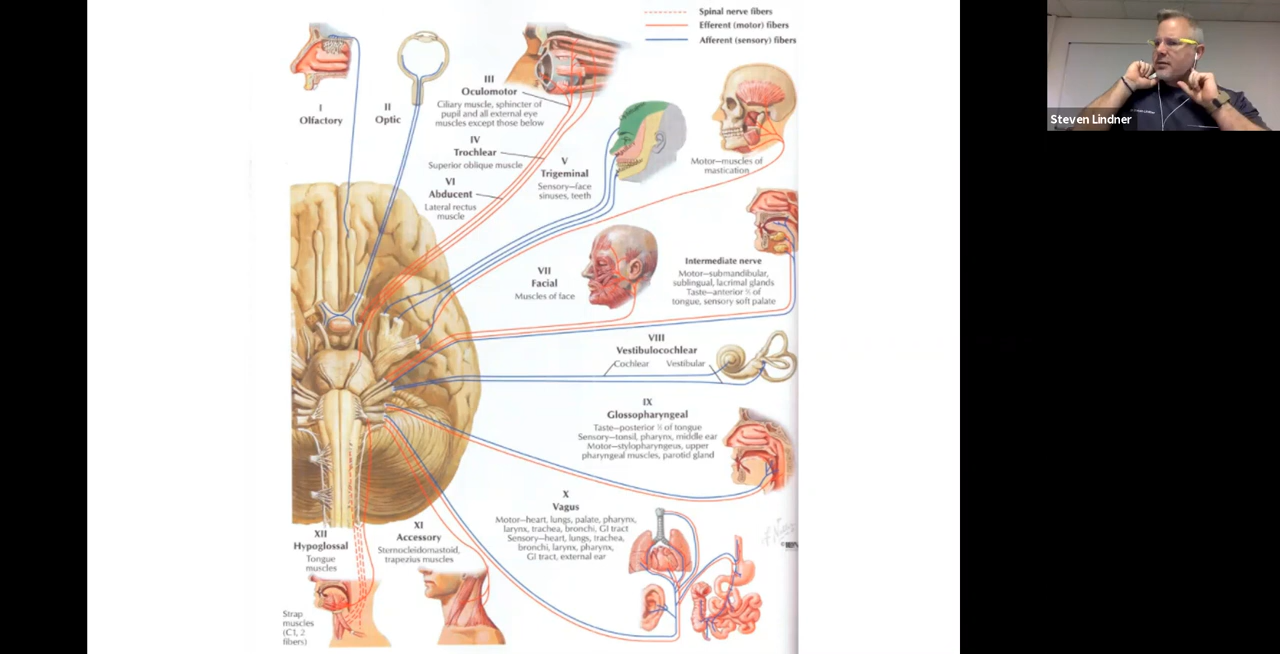 Spinal nerve fibers
Efferent (motor) fibers
Afferent (sensory) fibers
Steven Lindner
I
Olfactory
II
Optic
III
Oculomotor
Ciliary muscle, sphincter of
pupil and all external eye
muscles except those below
IV
Trochlear
Superior oblique muscle
VI
Abducent
Lateral rectus
muscle
V
Trigeminal
Sensory—face
sinuses, teeth
Motor—muscles of
mastication
VII
Facial
Muscles of face
Intermediate nerve
Motor—submandibular,
sublingual, lacrimal glands
Taste—anterior ⅔ of
tongue, sensory soft palate
VIII
Vestibulocochlear
Cochlear Vestibular
IX
Glossopharyngeal
Taste—posterior ⅓ of tongue
Sensory—tonsil, pharynx, middle ear
Motor—stylopharyngeus, upper
pharyngeal muscles, parotid gland
X
Vagus
Motor—heart, lungs, palate, pharynx,
larynx, trachea, bronchi, GI tract
Sensory—heart, lungs, trachea,
bronchi, larynx, pharynx,
GI tract, external ear
XI
Accessory
Sternocleidomastoid,
trapezius muscles
XII
Hypoglossal
Tongue
muscles
Strap
muscles
(C1, 2
fibers)